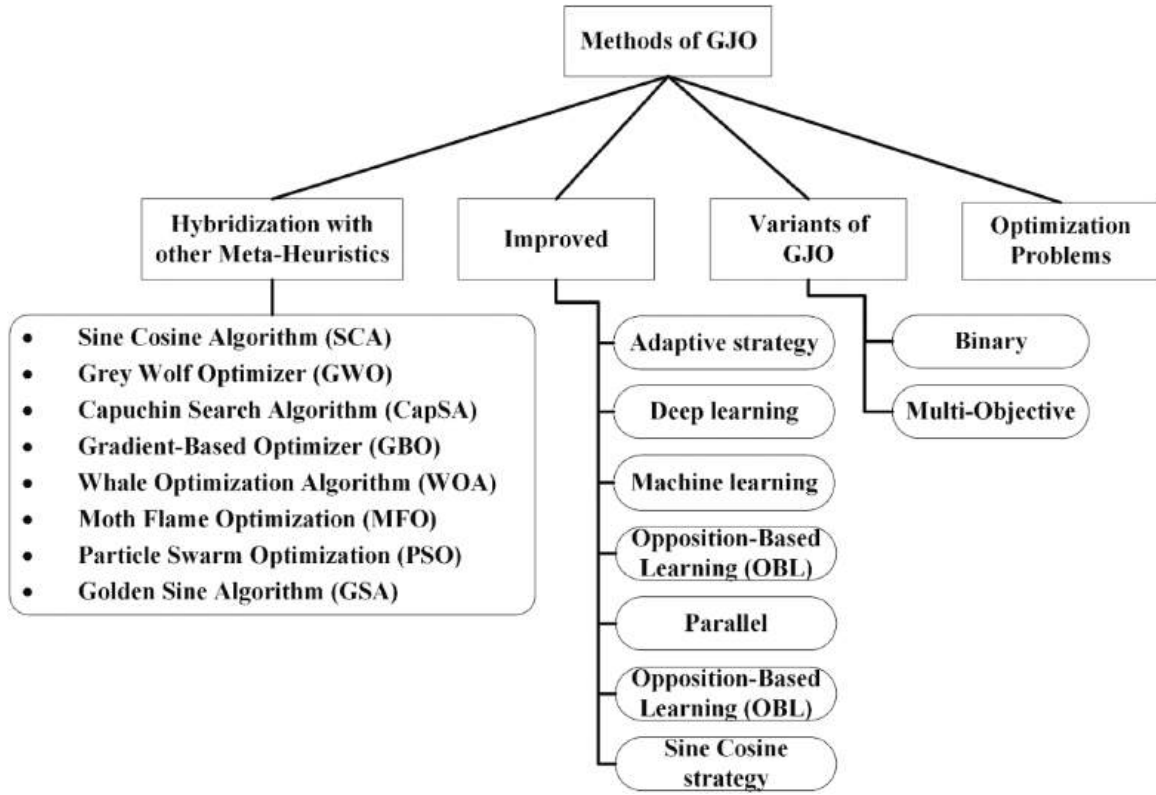 Methods of GJO
Hybridization with
other Meta-Heuristics
Improved
Variants of
GJO
Optimization
Problems
• Sine Cosine Algorithm (SCA)
• Grey Wolf Optimizer (GWO)
• Capuchin Search Algorithm (CapSA)
• Gradient-Based Optimizer (GBO)
• Whale Optimization Algorithm (WOA)
• Moth Flame Optimization (MFO)
• Particle Swarm Optimization (PSO)
• Golden Sine Algorithm (GSA)
Adaptive strategy
Deep learning
Machine learning
Opposition-Based
Learning (OBL)
Parallel
Opposition-Based
Learning (OBL)
Sine Cosine
strategy
Binary
Multi-Objective